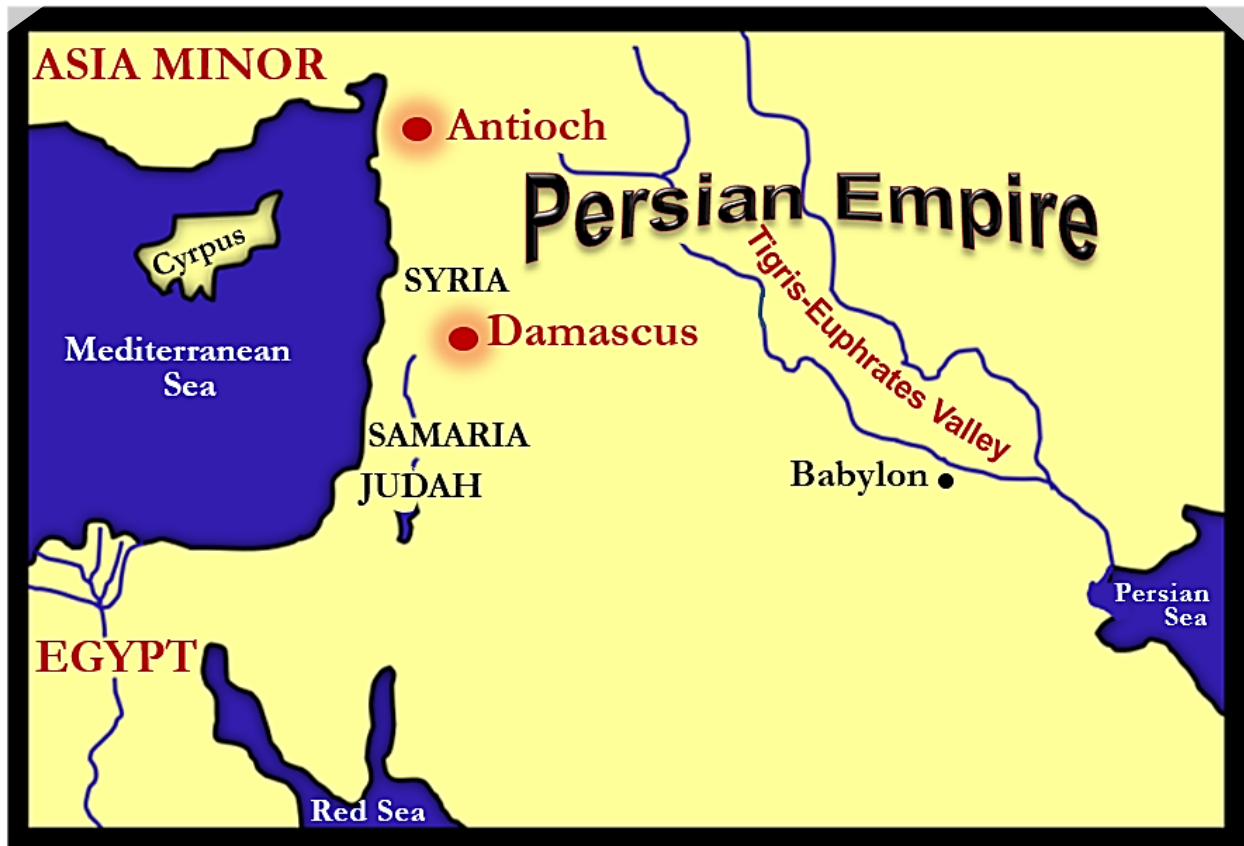 ASIA MINOR
Antioch
Persian Empire
Cyrpus
Tigris-Euphrates Valley
SYRIA
Damascus
Mediterranean
Sea
SAMARIA
JUDAH
Babylon
Persian
Sea
EGYPT
Red Sea